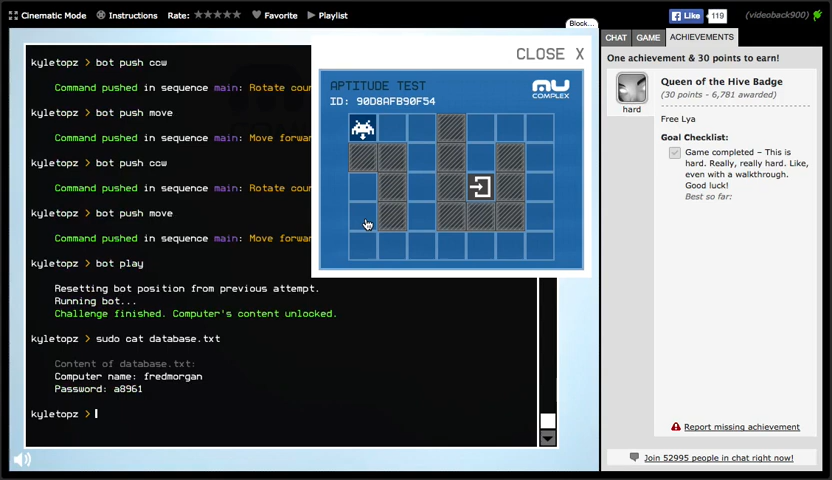 Cinematic Mode
Instructions
Rate:
Favorite
Playlist
Block...
Like
119
(videoback900)
kyletopz > bot push ccw
Command pushed in sequence main: Rotate coun
kyletopz > bot push move
Command pushed in sequence main: Move forwar
kyletopz > bot push ccw
Command pushed in sequence main: Rotate coun
kyletopz > bot push move
Command pushed in sequence main: Move forwar
kyletopz > bot play
Resetting bot position from previous attempt.
Running bot...
Challenge finished. Computer's content unlocked.
kyletopz > sudo cat database.txt
Content of database.txt:
Computer name: fredmorgan
Password: a8961
kyletopz >
CLOSE X
APTITUDE TEST
ID: 90D8AFB90F54
MU
COMPLEX
CHAT
GAME
ACHIEVEMENTS
One achievement & 30 points to earn!
Queen of the Hive Badge
(30 points - 6,781 awarded)
hard
Free Lya
Goal Checklist:
Game completed – This is
hard. Really, really hard. Like,
even with a walkthrough.
Good luck!
Best so far:
Report missing achievement
Join 52995 people in chat right now!